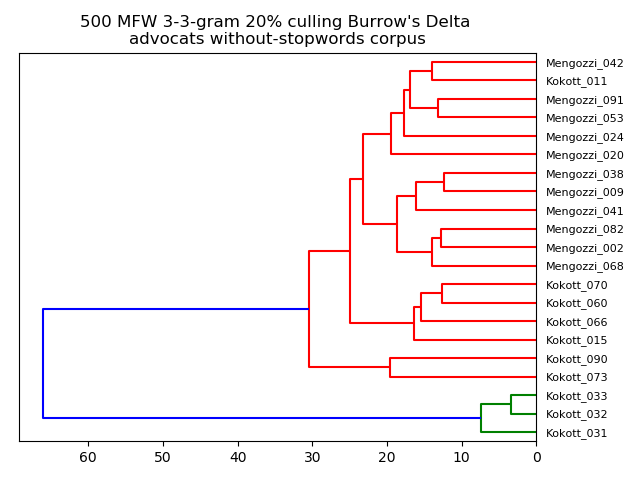 500 MFW 3-3-gram 20% culling Burrow's Delta
advocats without-stopwords corpus
Mengozzi_042
Kokott_011
Mengozzi_091
Mengozzi_053
Mengozzi_024
Mengozzi_020
Mengozzi_038
Mengozzi_009
Mengozzi_041
Mengozzi_082
Mengozzi_002
Mengozzi_068
Kokott_070
Kokott_060
Kokott_066
Kokott_015
Kokott_090
Kokott_073
Kokott_033
Kokott_032
Kokott_031
60 50 40 30 20 10 0